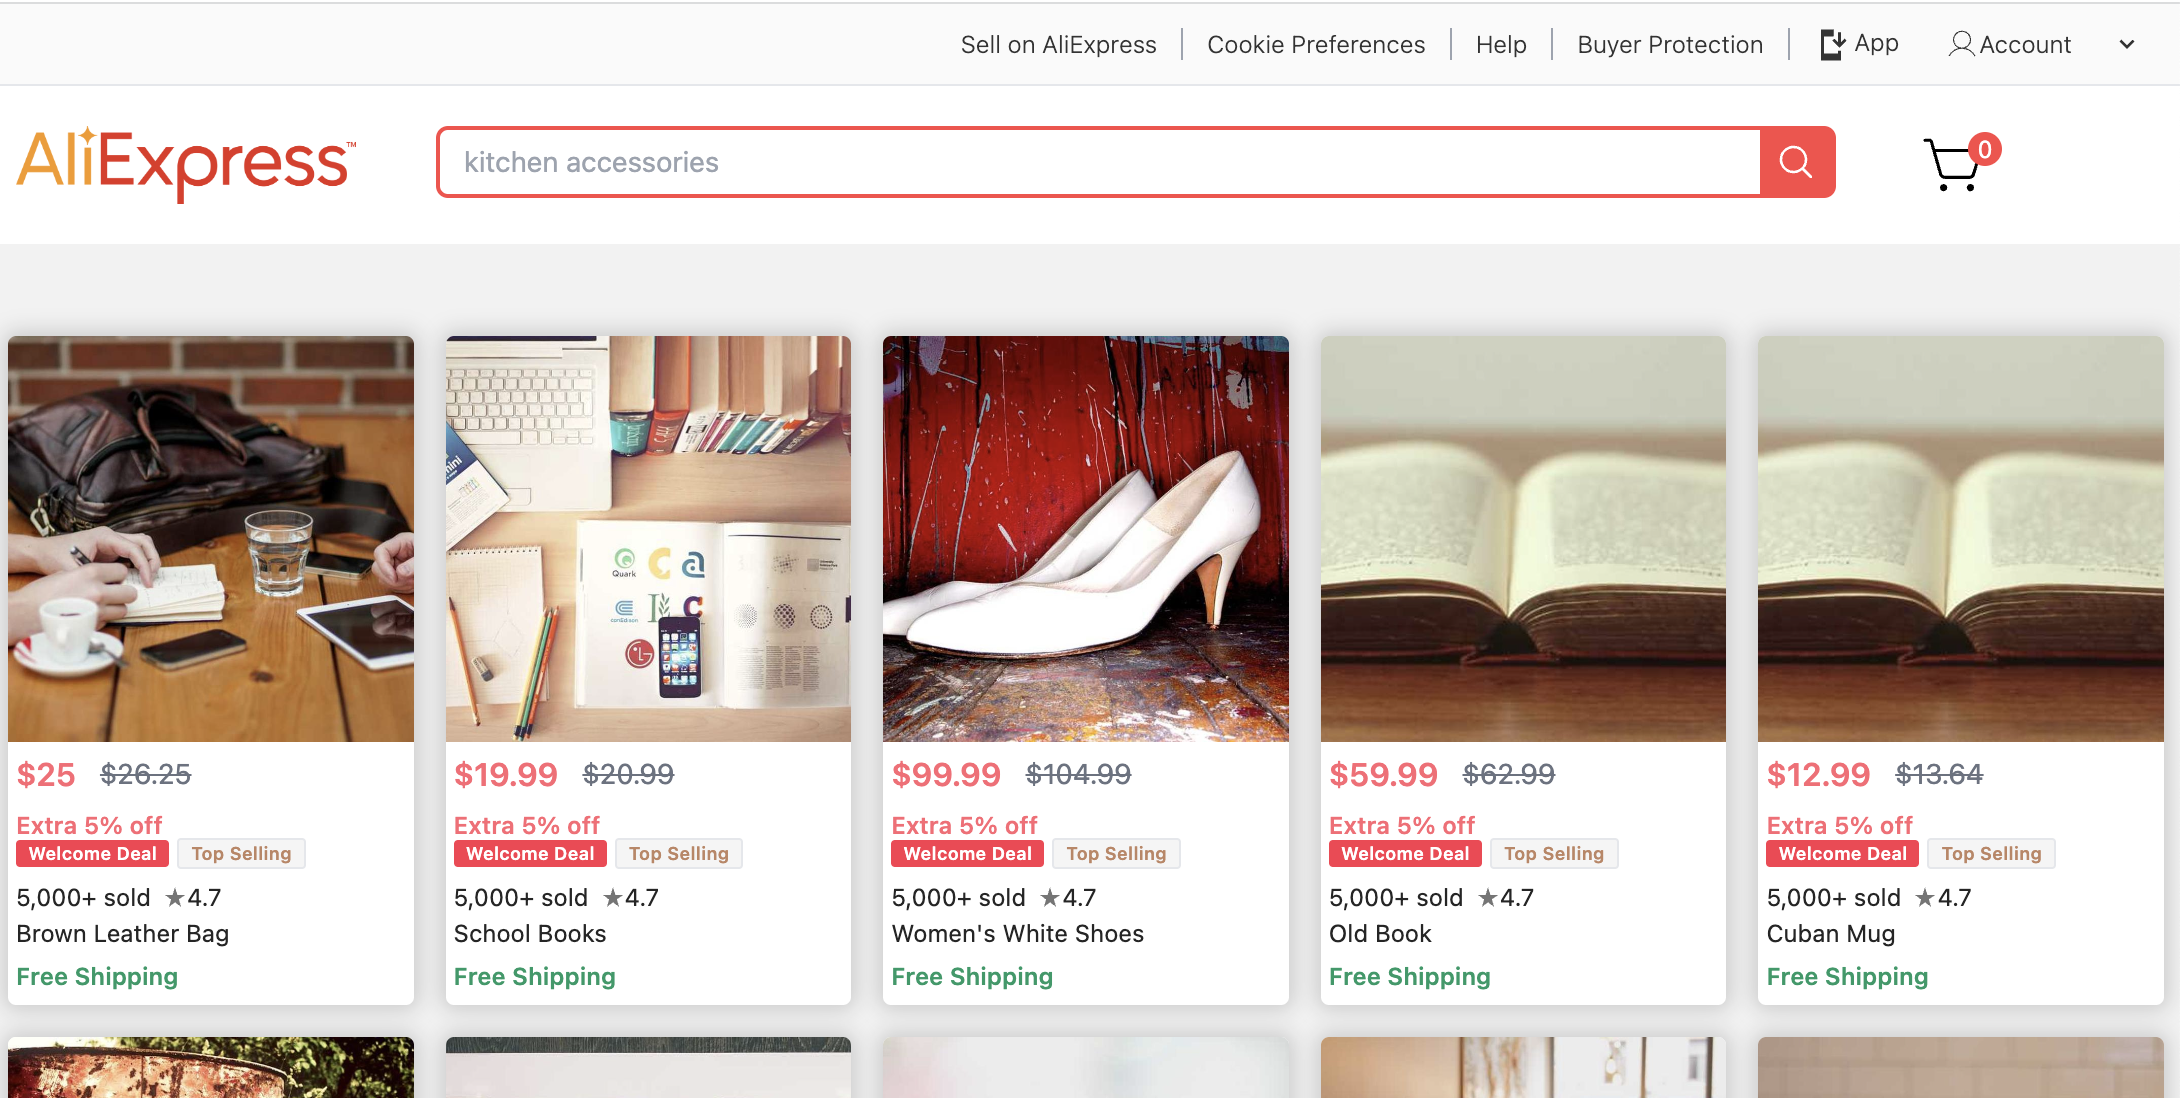 Sell on AliExpress Cookie Preferences Help Buyer Protection App Account
AliExpress™
kitchen accessories
0
Quark
$25 $26.25
Extra 5% off
Welcome Deal Top Selling
5,000+ sold ★4.7
Brown Leather Bag
Free Shipping
$19.99 $20.99
Extra 5% off
Welcome Deal Top Selling
5,000+ sold ★4.7
School Books
Free Shipping
$99.99 $104.99
Extra 5% off
Welcome Deal Top Selling
5,000+ sold ★4.7
Women's White Shoes
Free Shipping
$59.99 $62.99
Extra 5% off
Welcome Deal Top Selling
5,000+ sold ★4.7
Old Book
Free Shipping
$12.99 $13.64
Extra 5% off
Welcome Deal Top Selling
5,000+ sold ★4.7
Cuban Mug
Free Shipping